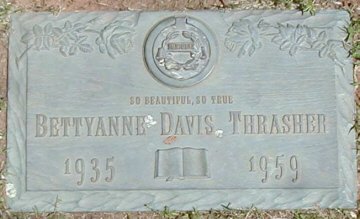 SO BEAUTIFUL, SO TRUE
BETTYANNE DAVIS THRASHER
1935 1959